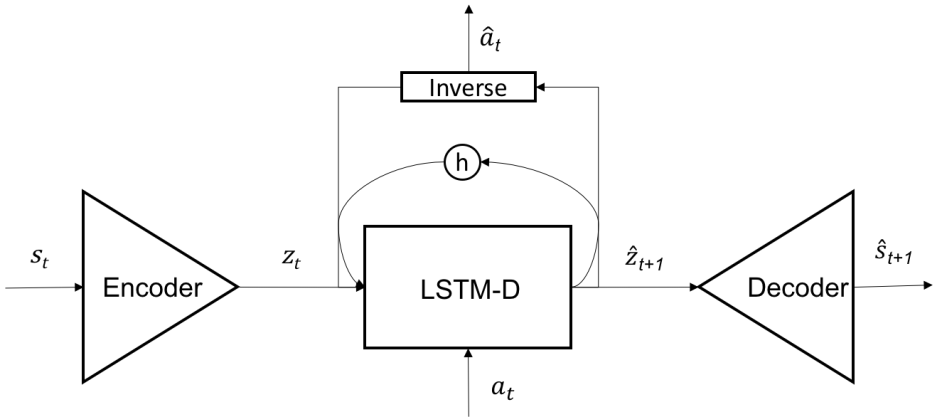 â_t
Inverse
h
s_t
Encoder
z_t
LSTM-D
ẑ_{t+1}
Decoder
ŝ_{t+1}
a_t